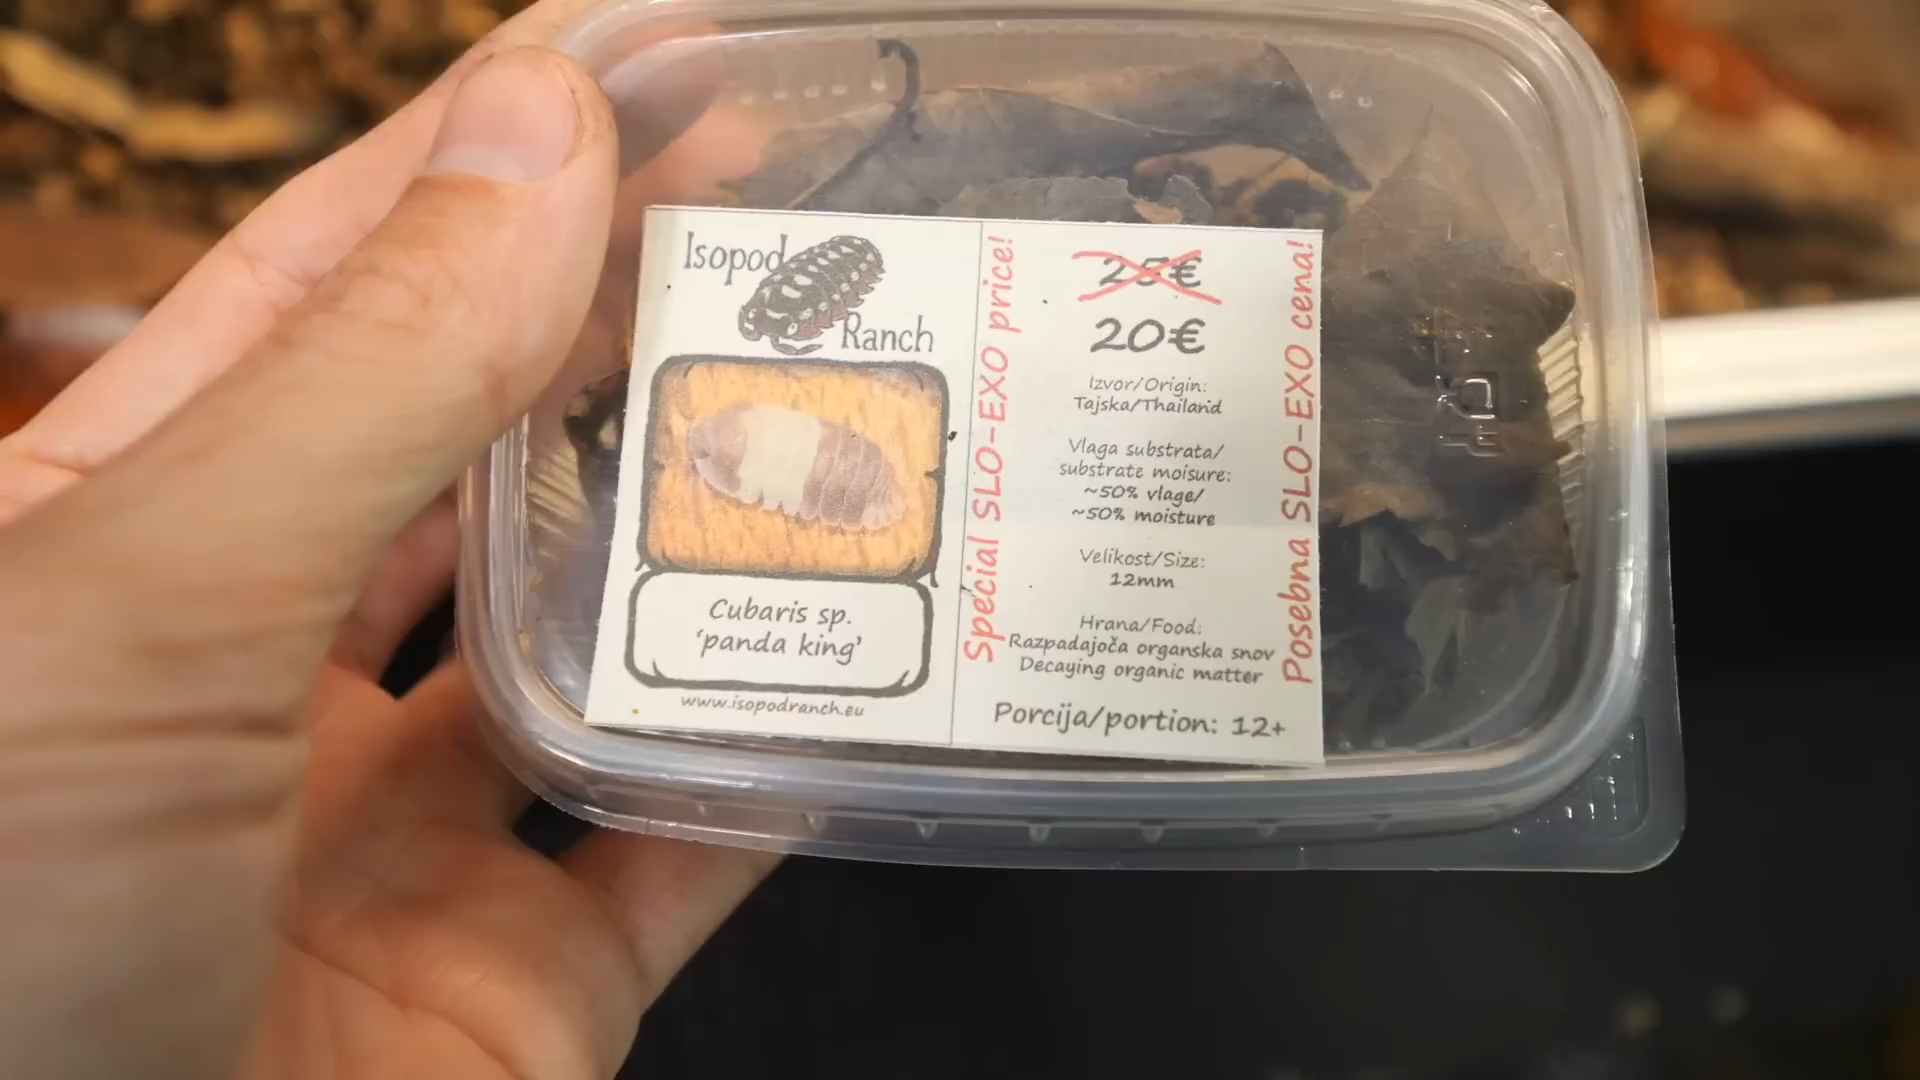 Isopod
Ranch
Cubaris sp.
‘panda king’
www.isopodranch.eu
Special SLO-EXO price!
25€
20€
Izvor/Origin:
Tajska/Thailand
Vlaga substrata/
substrate moisure:
~50% vlage/
~50% moisture
Velikost/Size:
12mm
Hrana/Food:
Razpadajoča organska snov
Decaying organic matter
Porcija/portion: 12+
Posebna SLO-EXO cena!